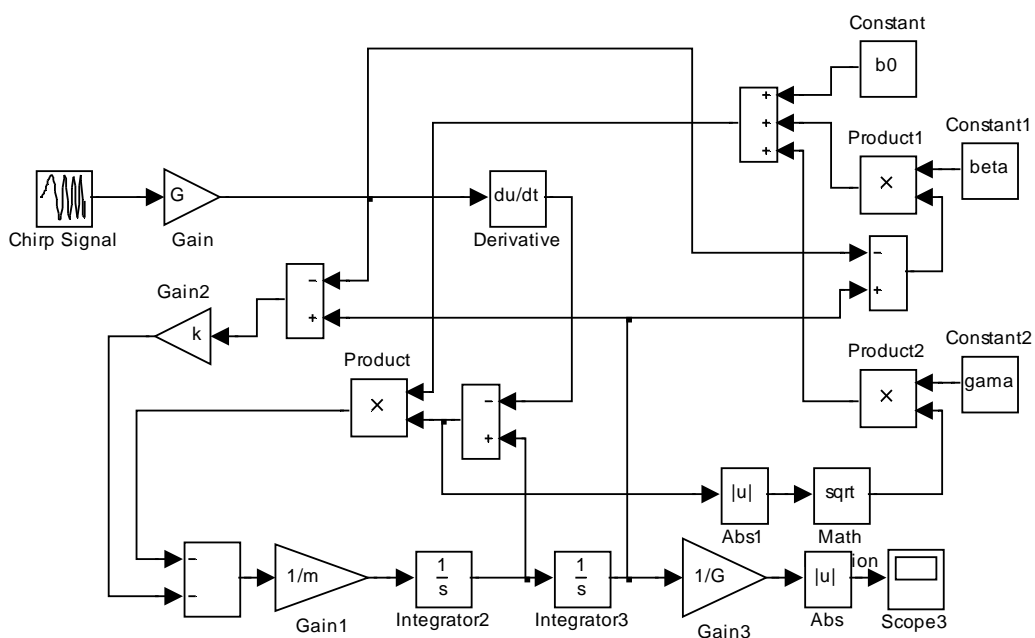 Constant
b0
+
+
+
Product1
Constant1
×
beta
G
du/dt
Chirp Signal
Gain
Derivative
−
+
−
+
Gain2
k
Product
×
−
+
Product2
Constant2
×
gama
|u|
sqrt
Abs1
Math
ion
−
−
1/m
1
s
1
s
1/G
|u|
Gain1
Integrator2
Integrator3
Gain3
Abs
Scope3